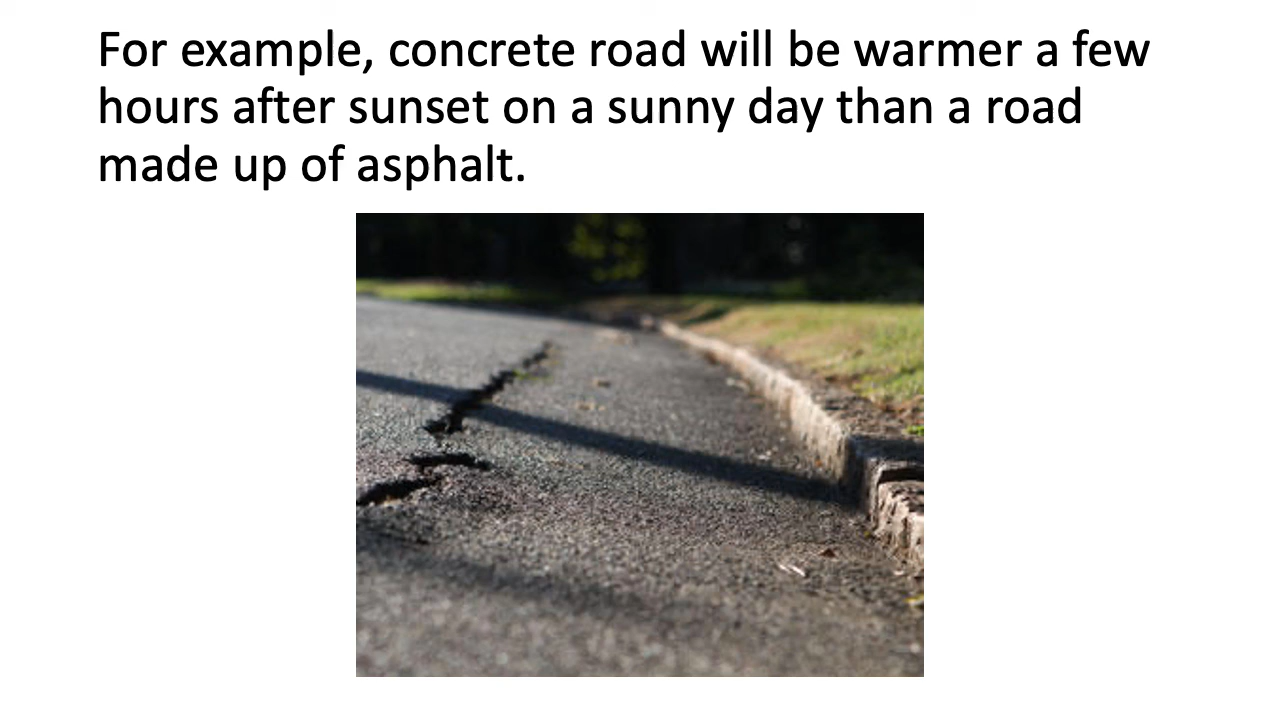 For example, concrete road will be warmer a few
hours after sunset on a sunny day than a road
made up of asphalt.